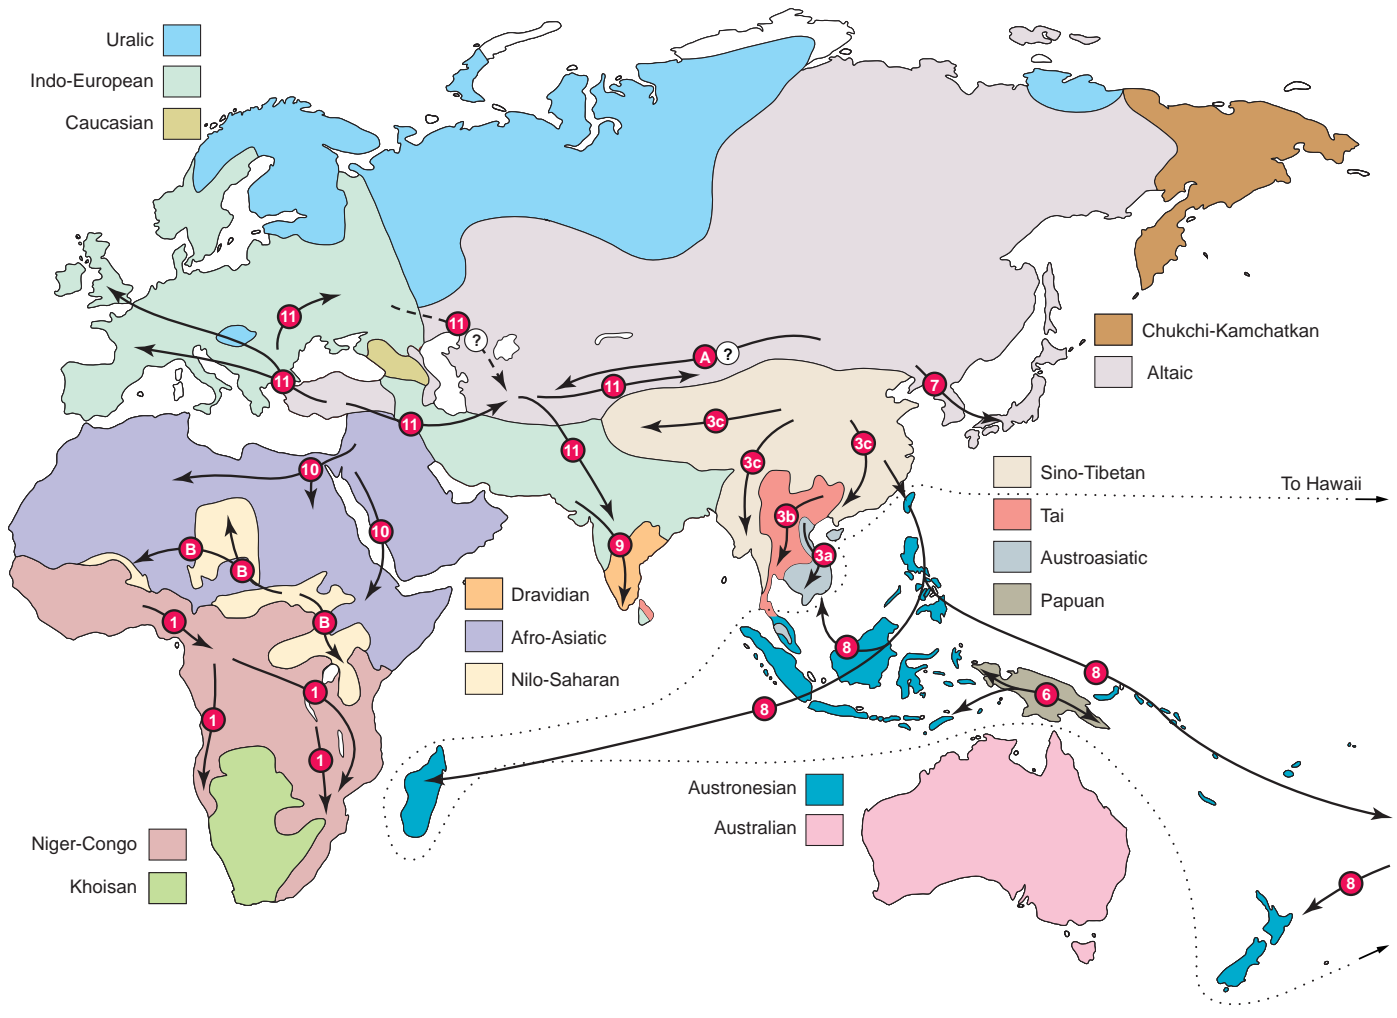 Uralic
Indo-European
Caucasian
Chukchi-Kamchatkan
Altaic
11
11
?
A
?
11
11
7
11
3c
3c
11
3c
10
Sino-Tibetan
To Hawaii
3b
Tai
10
9
3a
Austroasiatic
B
B
Dravidian
Papuan
1
B
Afro-Asiatic
8
Nilo-Saharan
8
1
6
1
8
1
Austronesian
Australian
Niger-Congo
Khoisan
8